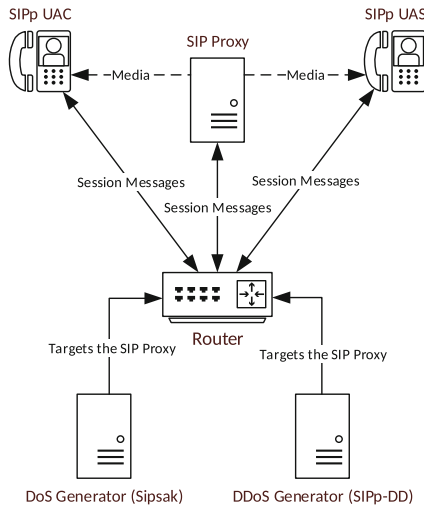 SIPp UAC
SIPp UAS
SIP Proxy
Media
Media
Session Messages
Session Messages
Session Messages
Router
Targets the SIP Proxy
Targets the SIP Proxy
DoS Generator (Sipsak)
DDoS Generator (SIPp-DD)